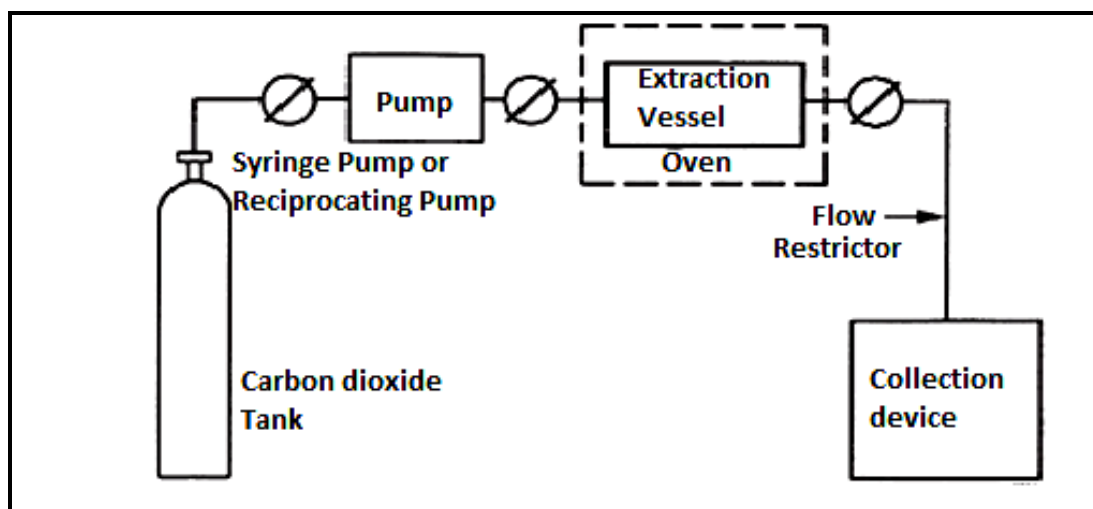 Pump
Syringe Pump or
Reciprocating Pump
Extraction
Vessel
Oven
Flow
Restrictor
Carbon dioxide
Tank
Collection
device